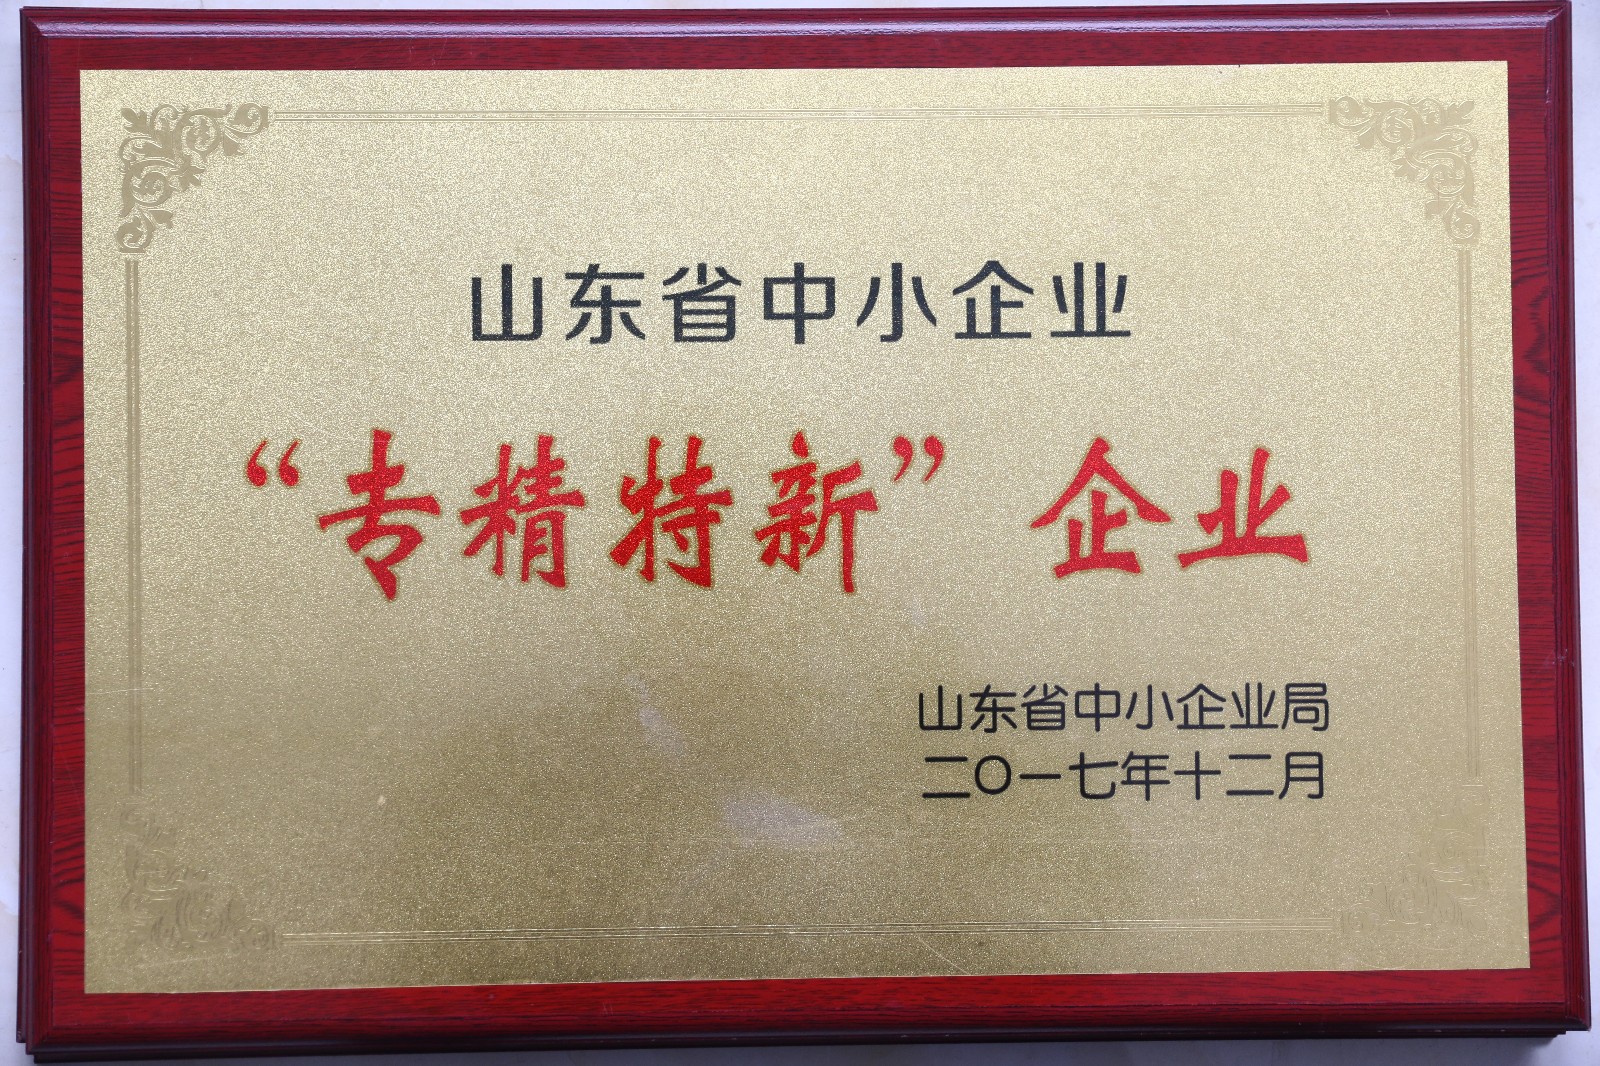 山东省中小企业
“专精特新”企业
山东省中小企业局
二〇一七年十二月